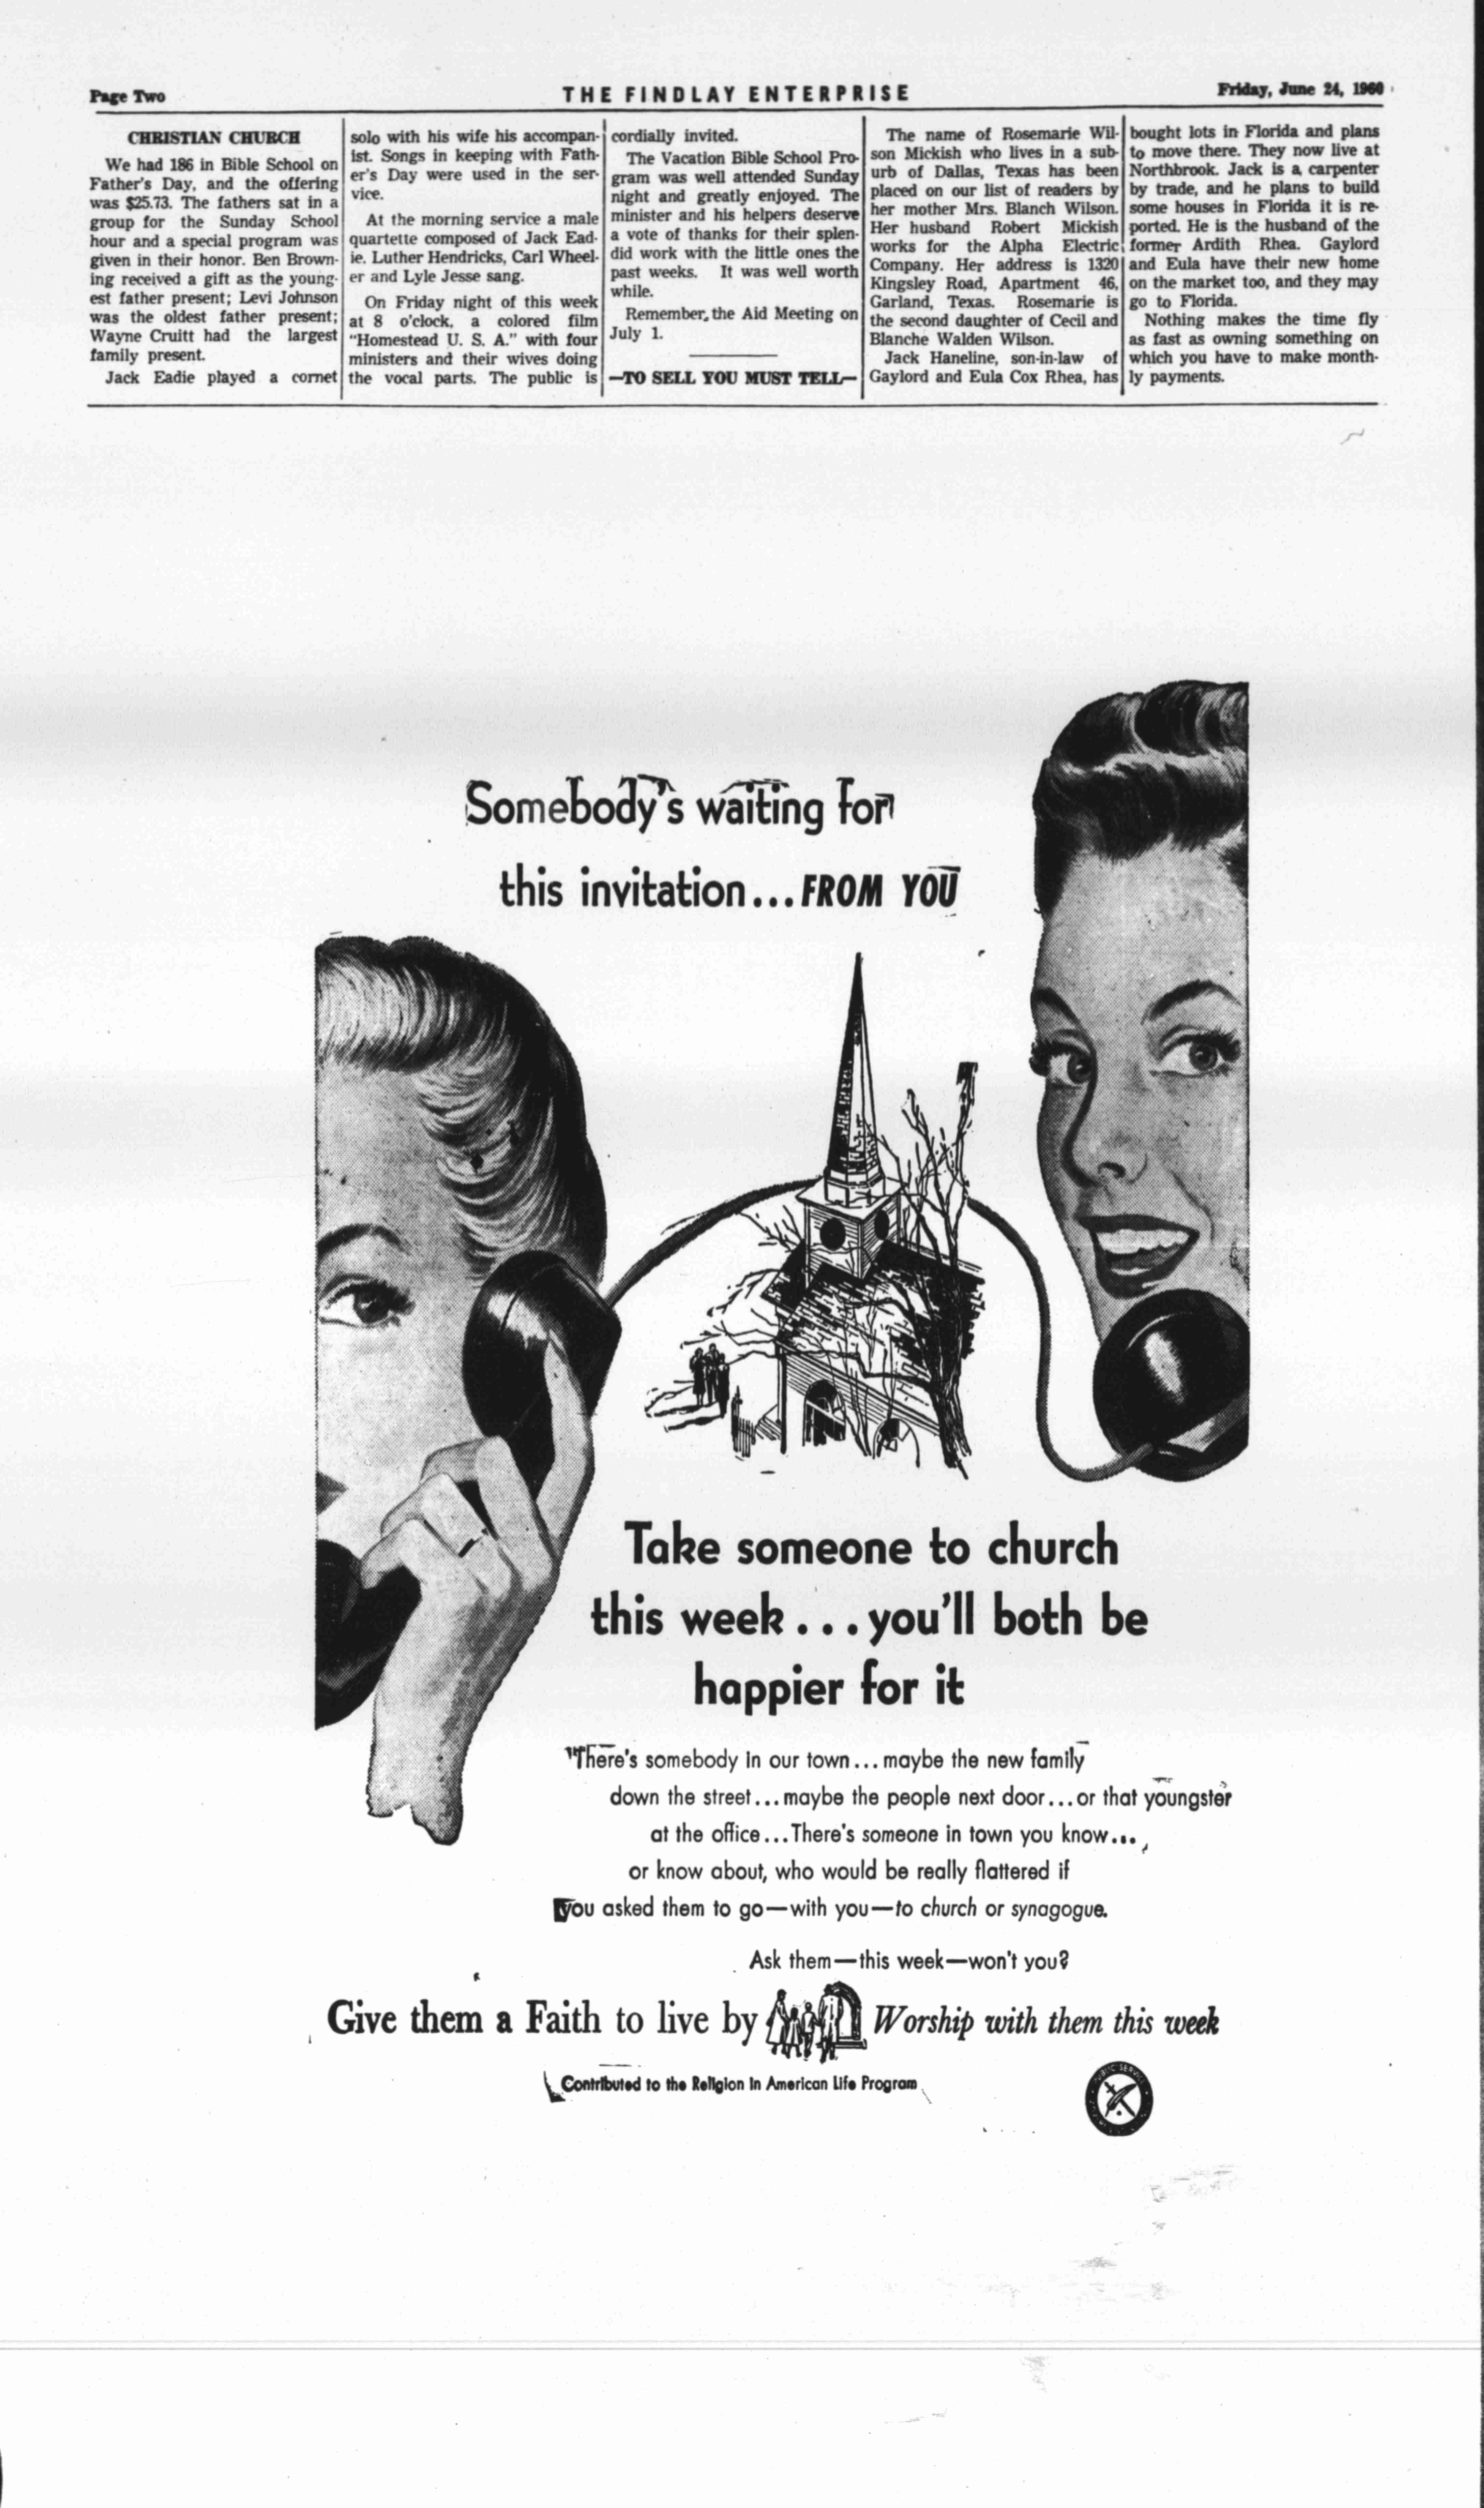 Page Two
THE FINDLAY ENTERPRISE
Friday, June 24, 1960
CHRISTIAN CHURCH
We had 186 in Bible School on
Father's Day, and the offering
was $25.73. The fathers sat in a
group for the Sunday School
hour and a special program was
given in their honor. Ben Brown-
ing received a gift as the young-
est father present; Levi Johnson
was the oldest father present;
Wayne Cruitt had the largest
family present.
Jack Eadie played a cornet
solo with his wife his accompan-
ist. Songs in keeping with Fath-
er's Day were used in the ser-
vice.
At the morning service a male
quartette composed of Jack Ead-
ie. Luther Hendricks, Carl Wheel-
er and Lyle Jesse sang.
On Friday night of this week
at 8 o'clock, a colored film
"Homestead U. S. A." with four
ministers and their wives doing
the vocal parts. The public is
cordially invited.
The Vacation Bible School Pro-
gram was well attended Sunday
night and greatly enjoyed. The
minister and his helpers deserve
a vote of thanks for their splen-
did work with the little ones the
past weeks. It was well worth
while.
Remember, the Aid Meeting on
July 1.
—TO SELL YOU MUST TELL—
The name of Rosemarie Wil-
son Mickish who lives in a sub-
urb of Dallas, Texas has been
placed on our list of readers by
her mother Mrs. Blanch Wilson.
Her husband Robert Mickish
works for the Alpha Electric
Company. Her address is 1320
Kingsley Road, Apartment 46,
Garland, Texas. Rosemarie is
the second daughter of Cecil and
Blanche Walden Wilson.
Jack Haneline, son-in-law of
Gaylord and Eula Cox Rhea, has
bought lots in Florida and plans
to move there. They now live at
Northbrook. Jack is a carpenter
by trade, and he plans to build
some houses in Florida it is re-
ported. He is the husband of the
former Ardith Rhea. Gaylord
and Eula have their new home
on the market too, and they may
go to Florida.
Nothing makes the time fly
as fast as owning something on
which you have to make month-
ly payments.
Somebody's waiting for
this invitation...FROM YOU
Take someone to church
this week...you'll both be
happier for it
"There's somebody in our town...maybe the new family
down the street...maybe the people next door...or that youngster
at the office...There's someone in town you know...
or know about, who would be really flattered if
you asked them to go—with you—to church or synagogue.
Ask them—this week—won't you?
Give them a Faith to live by
Worship with them this week
Contributed to the Religion In American Life Program